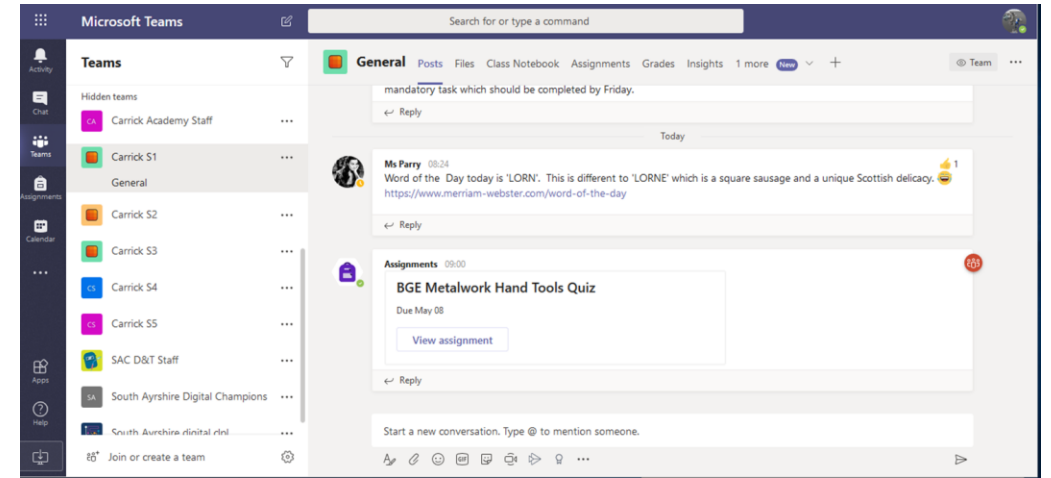 Microsoft Teams
Search for or type a command
Activity
Chat
Teams
Assignments
Calendar
Apps
Help
Teams
Hidden teams
CA Carrick Academy Staff
Carrick S1
General
Carrick S2
Carrick S3
CS Carrick S4
CS Carrick S5
SAC D&T Staff
SA South Ayrshire Digital Champions
South Ayrshire digital dpl
Join or create a team
General Posts Files Class Notebook Assignments Grades Insights 1 more New
Team
mandatory task which should be completed by Friday.
Reply
Today
Ms Parry 08:24
1
Word of the Day today is 'LORN'. This is different to 'LORNE' which is a square sausage and a unique Scottish delicacy.
https://www.merriam-webster.com/word-of-the-day
Reply
Assignments 09:00
BGE Metalwork Hand Tools Quiz
Due May 08
View assignment
Reply
Start a new conversation. Type @ to mention someone.
GIF